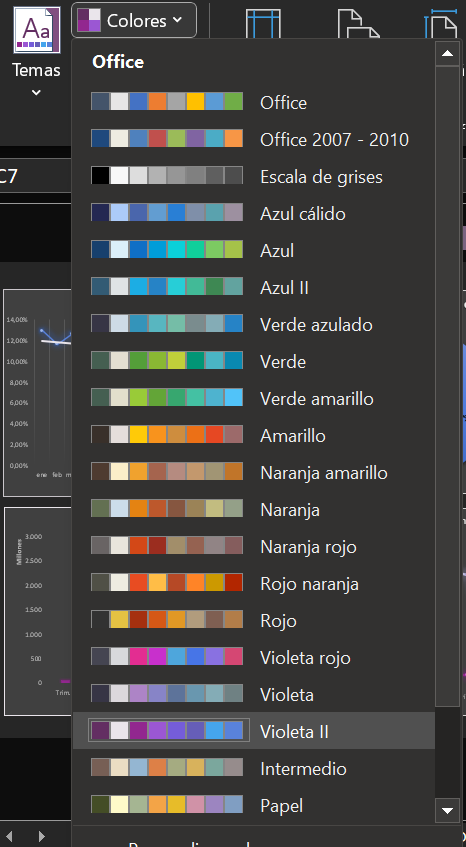 Colores
Temas
Aa
C7
Office
Office
Office 2007 - 2010
Escala de grises
Azul cálido
Azul
Azul II
Verde azulado
Verde
Verde amarillo
Amarillo
Naranja amarillo
Naranja
Naranja rojo
Rojo naranja
Rojo
Violeta rojo
Violeta
Violeta II
Intermedio
Papel
14,00%
12,00%
10,00%
8,00%
6,00%
4,00%
2,00%
0,00%
ene feb
Millones
3.000
2.500
2.000
1.500
1.000
500
0
Trim.